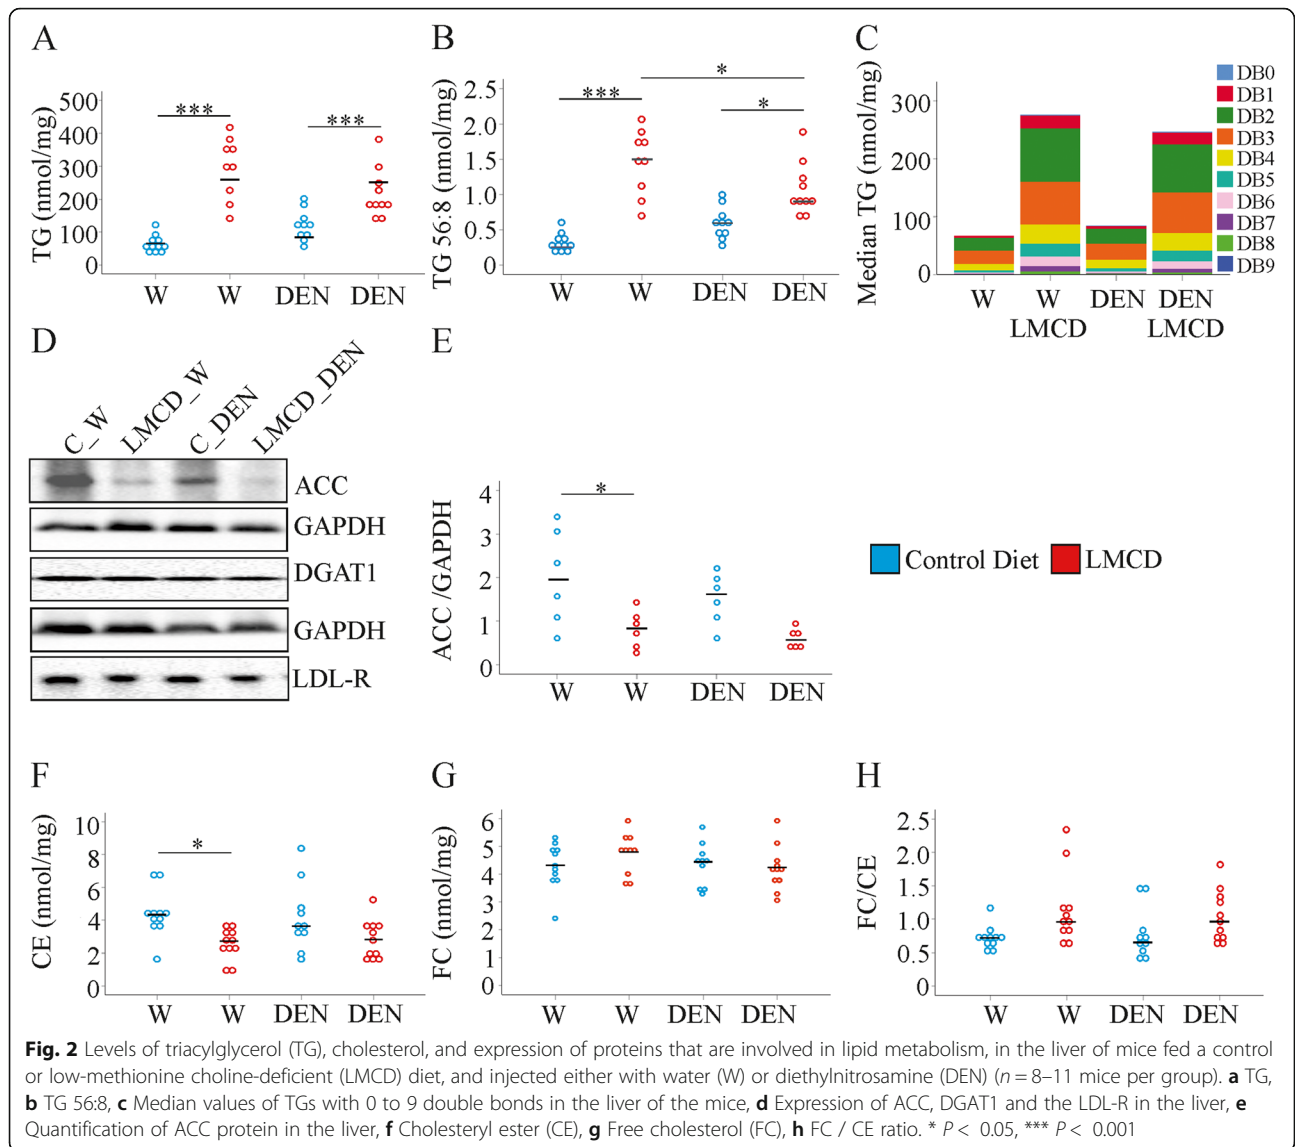 A
TG (nmol/mg)
500
400
300
200
100
0
***
***
W W DEN DEN
B
TG 56:8 (nmol/mg)
2.5
2.0
1.5
1.0
0.5
0
***
*
*
W W DEN DEN
C
Median TG (nmol/mg)
300
200
100
0
W W DEN DEN
LMCD LMCD
DB0
DB1
DB2
DB3
DB4
DB5
DB6
DB7
DB8
DB9
D
C_W LMCD_W C_DEN LMCD_DEN
ACC
GAPDH
DGAT1
GAPDH
LDL-R
E
ACC /GAPDH
4
3
2
1
0
*
W W DEN DEN
Control Diet LMCD
F
CE (nmol/mg)
10
8
6
4
2
0
*
W W DEN DEN
G
FC (nmol/mg)
6
5
4
3
2
1
0
W W DEN DEN
H
FC/CE
2.5
2.0
1.5
1.0
0.5
0
W W DEN DEN
Fig. 2 Levels of triacylglycerol (TG), cholesterol, and expression of proteins that are involved in lipid metabolism, in the liver of mice fed a control
or low-methionine choline-deficient (LMCD) diet, and injected either with water (W) or diethylnitrosamine (DEN) (n = 8–11 mice per group). a TG,
b TG 56:8, c Median values of TGs with 0 to 9 double bonds in the liver of the mice, d Expression of ACC, DGAT1 and the LDL-R in the liver, e
Quantification of ACC protein in the liver, f Cholesteryl ester (CE), g Free cholesterol (FC), h FC / CE ratio. * P < 0.05, *** P < 0.001